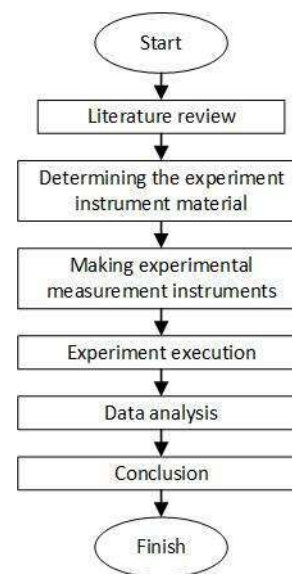 Start
Literature review
Determining the experiment
instrument material
Making experimental
measurement instruments
Experiment execution
Data analysis
Conclusion
Finish